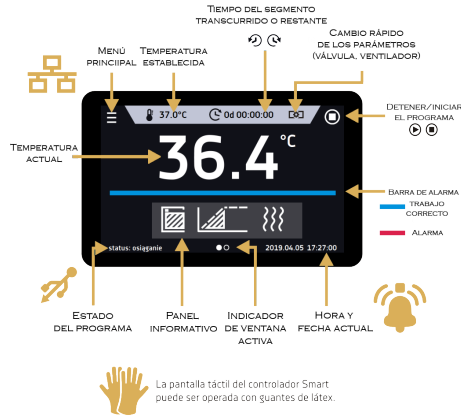 TIEMPO DEL SEGMENTO
TRANSCURRIDO O RESTANTE
CAMBIO RÁPIDO
DE LOS PARÁMETROS
(VÁLVULA, VENTILADOR)
MENÚ
PRINCIIPAL
TEMPERATURA
ESTABLECIDA
37.0°C
0d 00:00:00
DETENER/INICIAR
EL PROGRAMA
TEMPERATURA
ACTUAL
36.4°C
BARRA DE ALARMA
TRABAJO
CORRECTO
ALARMA
status: osiąganie
2019.04.05 17:27:00
ESTADO
DEL PROGRAMA
PANEL
INFORMATIVO
INDICADOR
DE VENTANA
ACTIVA
HORA Y
FECHA ACTUAL
La pantalla táctil del controlador Smart
puede ser operada con guantes de látex.